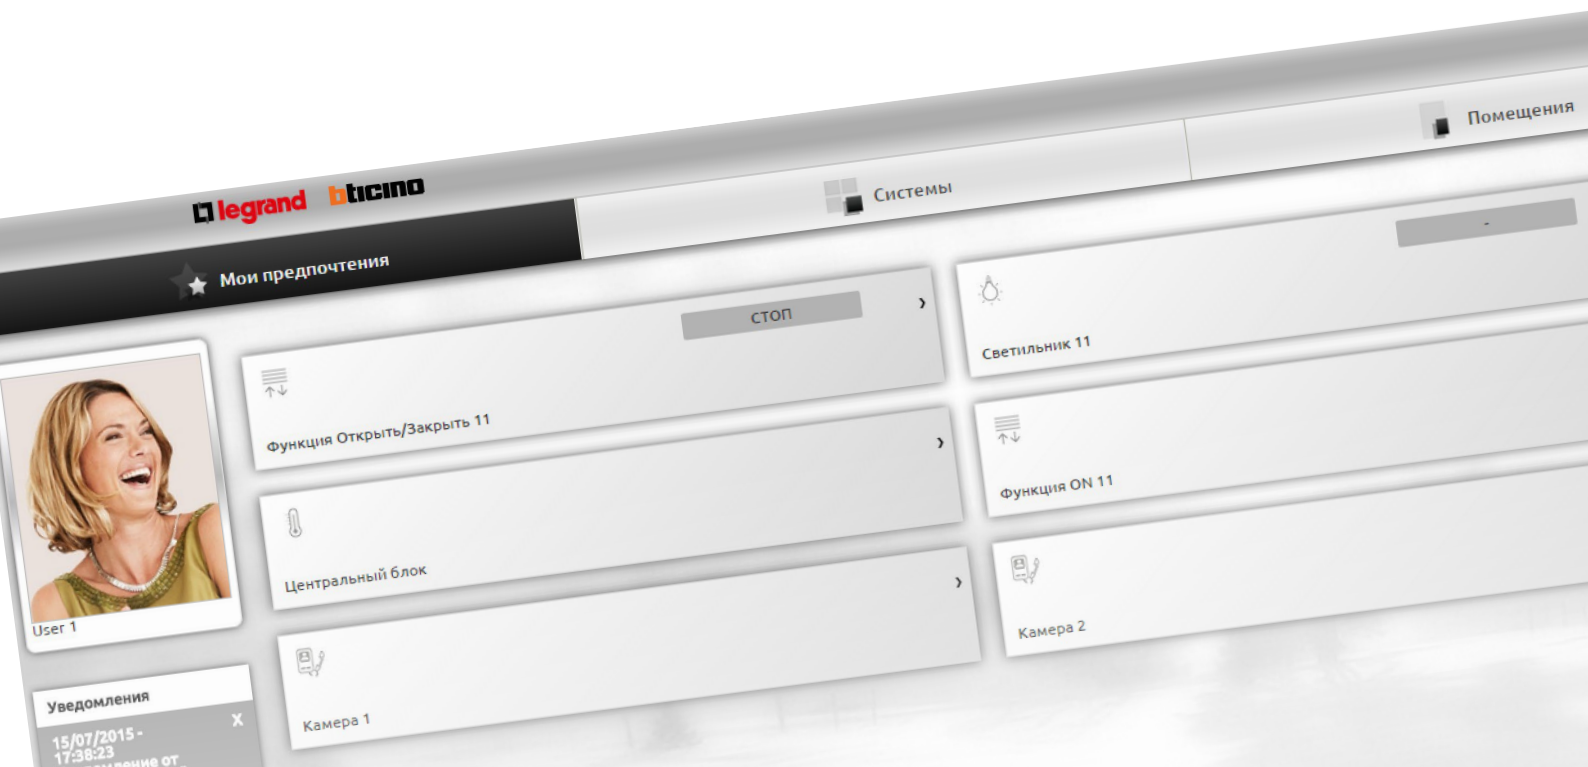 legrand bticino
Мои предпочтения
Системы
Помещения
СТОП
Функция Открыть/Закрыть 11
-
Светильник 11
Центральный блок
Функция ON 11
Камера 1
Камера 2
User 1
Уведомления
15/07/2015 -
17:38:23
X
от